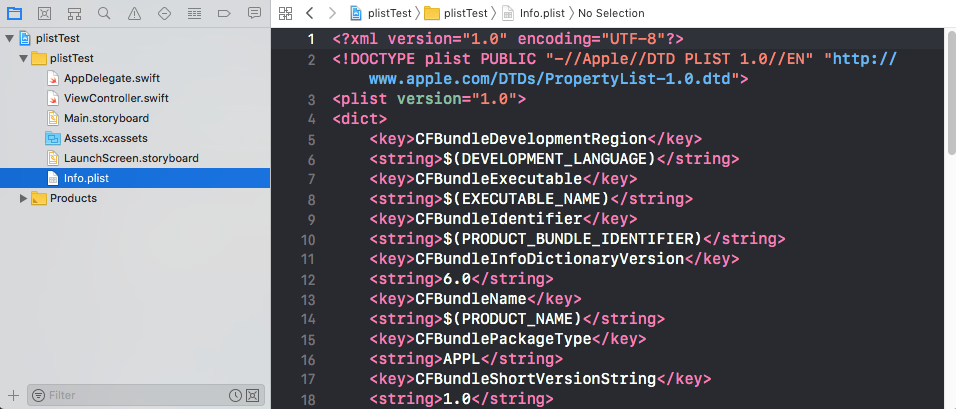 plistTest
plistTest
AppDelegate.swift
ViewController.swift
Main.storyboard
Assets.xcassets
LaunchScreen.storyboard
Info.plist
Products
Filter
plistTest plistTest Info.plist No Selection
1 <?xml version="1.0" encoding="UTF-8"?>
2 <!DOCTYPE plist PUBLIC "-//Apple//DTD PLIST 1.0//EN" "http://
www.apple.com/DTDs/PropertyList-1.0.dtd">
3 <plist version="1.0">
4 <dict>
5 <key>CFBundleDevelopmentRegion</key>
6 <string>$(DEVELOPMENT_LANGUAGE)</string>
7 <key>CFBundleExecutable</key>
8 <string>$(EXECUTABLE_NAME)</string>
9 <key>CFBundleIdentifier</key>
10 <string>$(PRODUCT_BUNDLE_IDENTIFIER)</string>
11 <key>CFBundleInfoDictionaryVersion</key>
12 <string>6.0</string>
13 <key>CFBundleName</key>
14 <string>$(PRODUCT_NAME)</string>
15 <key>CFBundlePackageType</key>
16 <string>APPL</string>
17 <key>CFBundleShortVersionString</key>
18 <string>1.0</string>